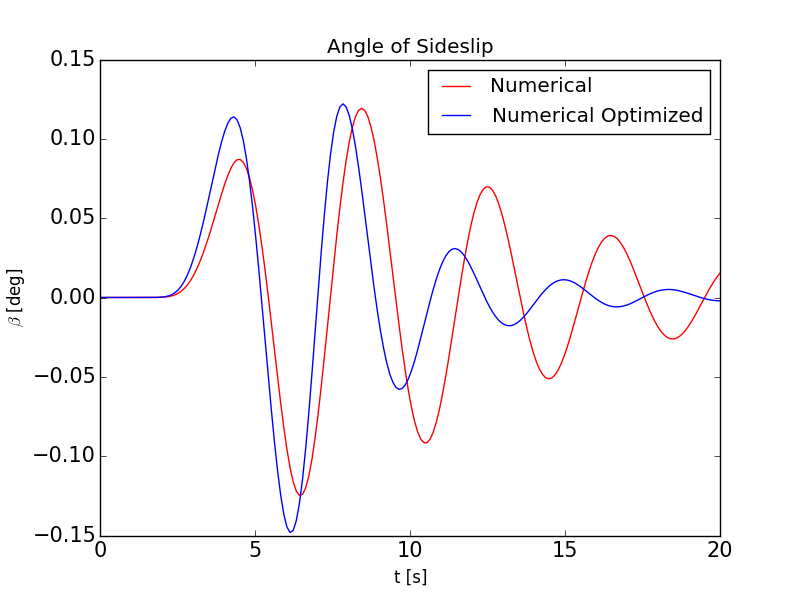 Angle of Sideslip
Numerical
Numerical Optimized
0.15
0.10
0.05
0.00
−0.05
−0.10
−0.15
β [deg]
0 5 10 15 20
t [s]